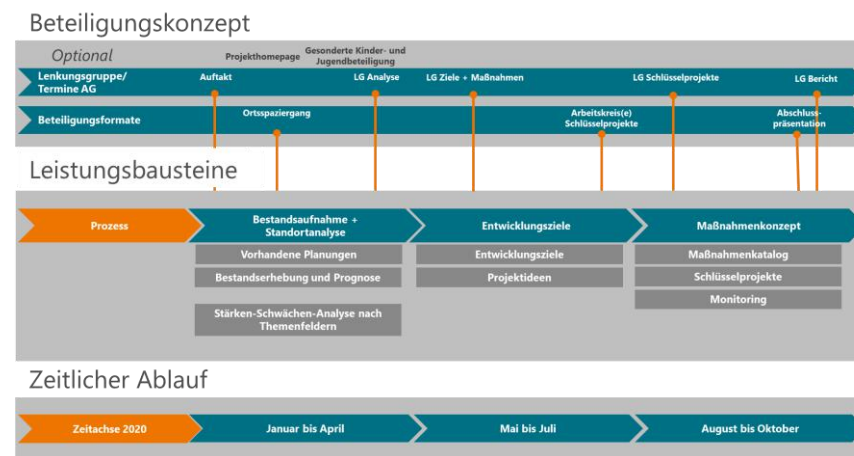 Beteiligungskonzept
Optional
Projekthomepage
Gesonderte Kinder- und
Jugendbeteiligung
Lenkungsgruppe/
Termine AG
Auftakt
LG Analyse
LG Ziele + Maßnahmen
LG Schlüsselprojekte
LG Bericht
Beteiligungsformate
Ortsspaziergang
Arbeitskreis(e)
Schlüsselprojekte
Abschluss-
präsentation
Leistungsbausteine
Prozess
Bestandsaufnahme +
Standortanalyse
Entwicklungsziele
Maßnahmenkonzept
Vorhandene Planungen
Entwicklungsziele
Maßnahmenkatalog
Bestandserhebung und Prognose
Projektideen
Schlüsselprojekte
Monitoring
Stärken-Schwächen-Analyse nach
Themenfeldern
Zeitlicher Ablauf
Zeitachse 2020
Januar bis April
Mai bis Juli
August bis Oktober